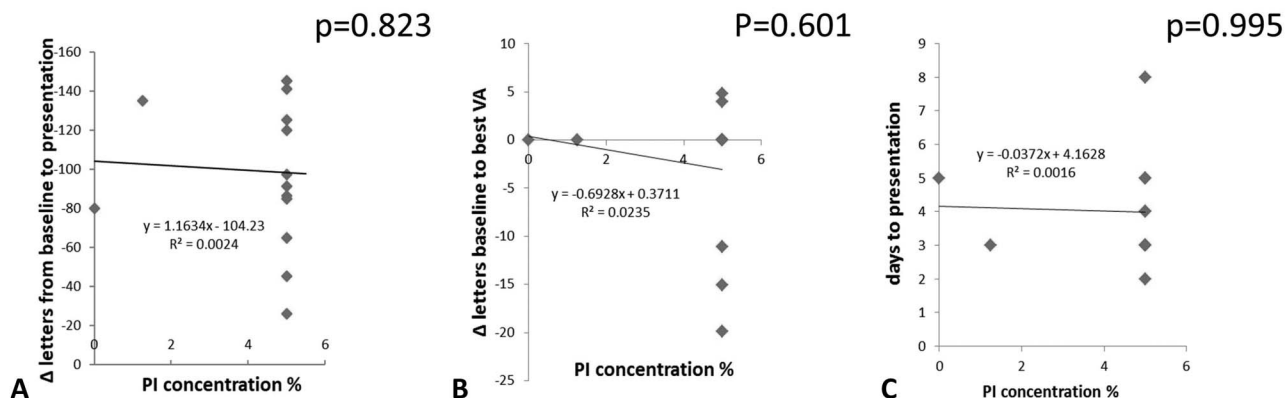 p=0.823
Δ letters from baseline to presentation
-160
-140
-120
-100
-80
-60
-40
-20
0
0
2
4
6
y = 1.1634x - 104.23
R² = 0.0024
PI concentration %
A
P=0.601
Δ letters baseline to best VA
10
5
0
-5
-10
-15
-20
-25
0
2
4
6
y = -0.6928x + 0.3711
R² = 0.0235
PI concentration %
B
p=0.995
days to presentation
9
8
7
6
5
4
3
2
1
0
0
2
4
6
y = -0.0372x + 4.1628
R² = 0.0016
PI concentration %
C